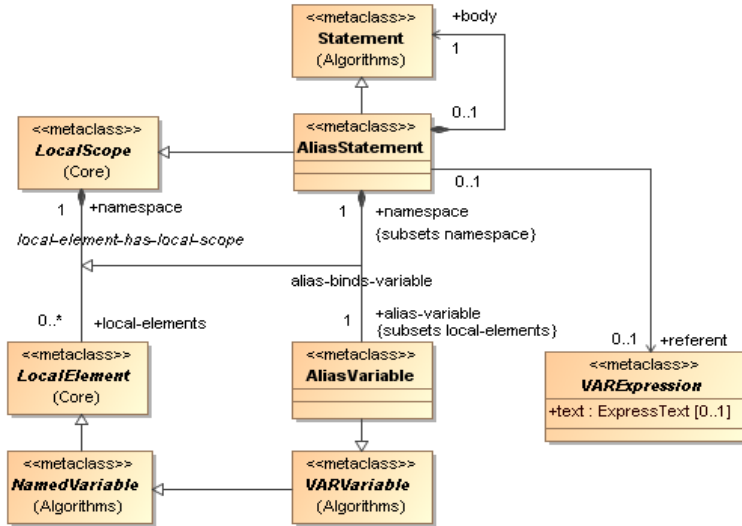 +body
<<metaclass>>
Statement
(Algorithms)
1
0..1
<<metaclass>>
LocalScope
(Core)
<<metaclass>>
AliasStatement
0..1
1
+namespace
1
+namespace
{subsets namespace}
local-element-has-local-scope
alias-binds-variable
0..*
+local-elements
1
+alias-variable
{subsets local-elements}
0..1
+referent
<<metaclass>>
LocalElement
(Core)
<<metaclass>>
AliasVariable
<<metaclass>>
VARExpression
+text : ExpressText [0..1]
<<metaclass>>
NamedVariable
(Algorithms)
<<metaclass>>
VARVariable
(Algorithms)